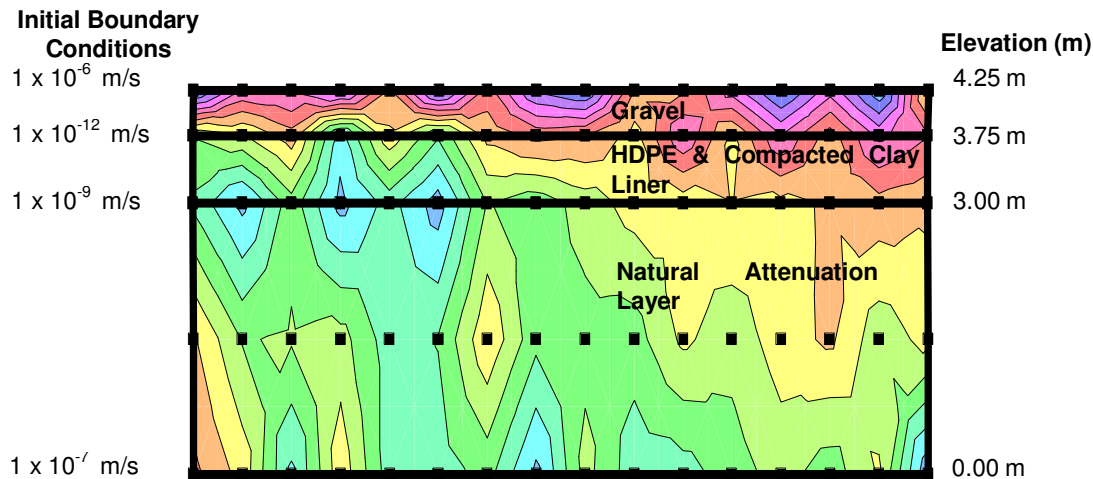 Initial Boundary
Conditions
Elevation (m)
1 x 10⁻⁶ m/s
4.25 m
Gravel
1 x 10⁻¹² m/s
3.75 m
HDPE & Compacted Clay
Liner
1 x 10⁻⁹ m/s
3.00 m
Natural Attenuation
Layer
1 x 10⁻⁷ m/s
0.00 m